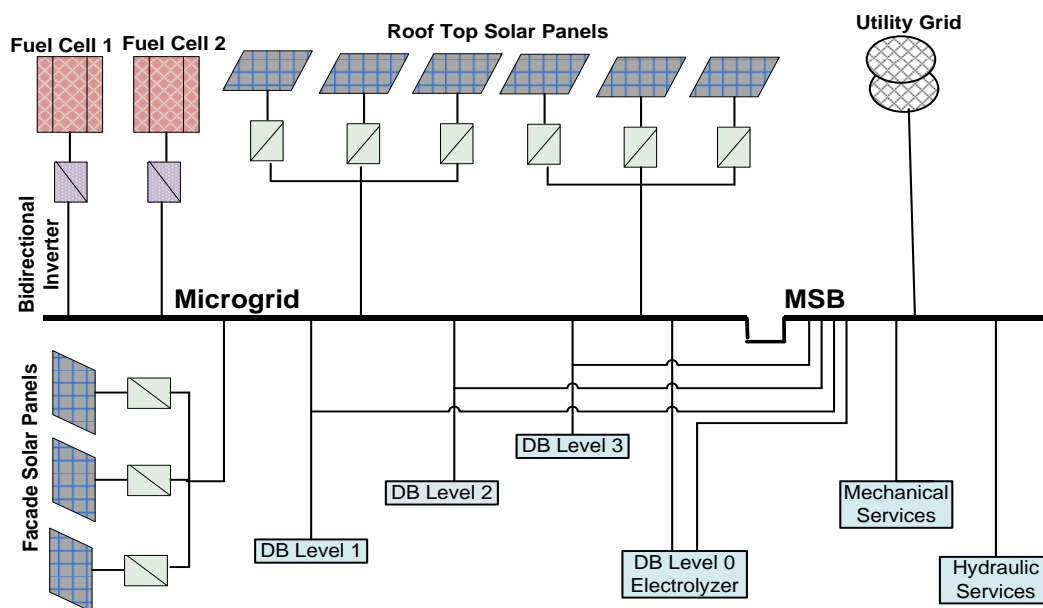 Fuel Cell 1
Fuel Cell 2
Roof Top Solar Panels
Utility Grid
Bidirectional
Inverter
Microgrid
MSB
Facade Solar Panels
DB Level 3
DB Level 2
DB Level 1
DB Level 0
Electrolyzer
Mechanical
Services
Hydraulic
Services